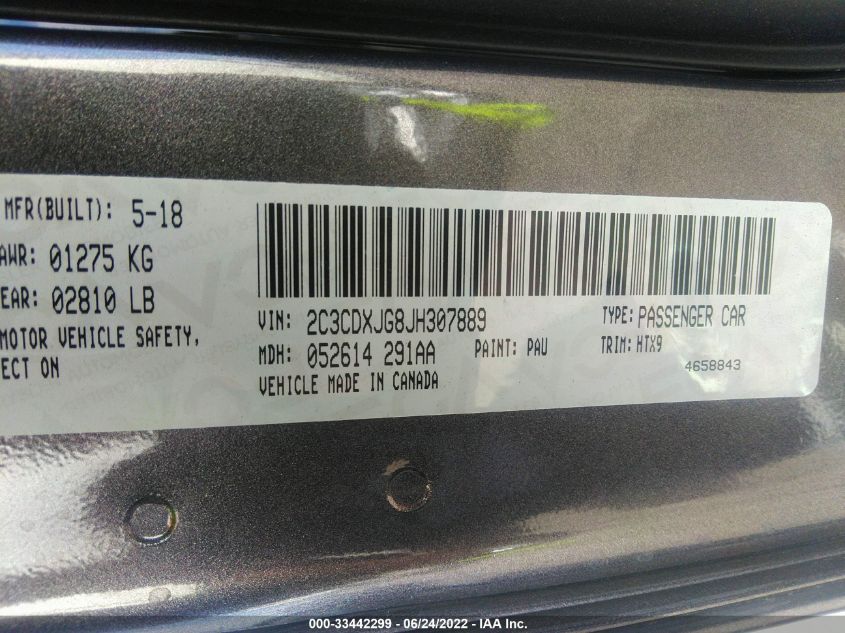 MFR(BUILT): 5-18
AWR: 01275 KG
EAR: 02810 LB
MOTOR VEHICLE SAFETY,
ECT ON
VIN: 2C3CDXJG8JH307889 TYPE: PASSENGER CAR
MDH: 052614 291AA PAINT: PAU TRIM: HTX9
VEHICLE MADE IN CANADA 4658843
000-33442299 - 06/24/2022 - IAA Inc.